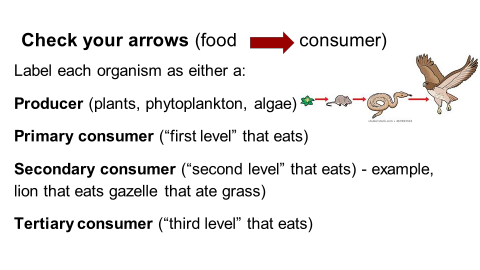 Check your arrows (food consumer)
Label each organism as either a:
Producer (plants, phytoplankton, algae)
Primary consumer (“first level” that eats)
Secondary consumer (“second level” that eats) - example,
lion that eats gazelle that ate grass)
Tertiary consumer (“third level” that eats)